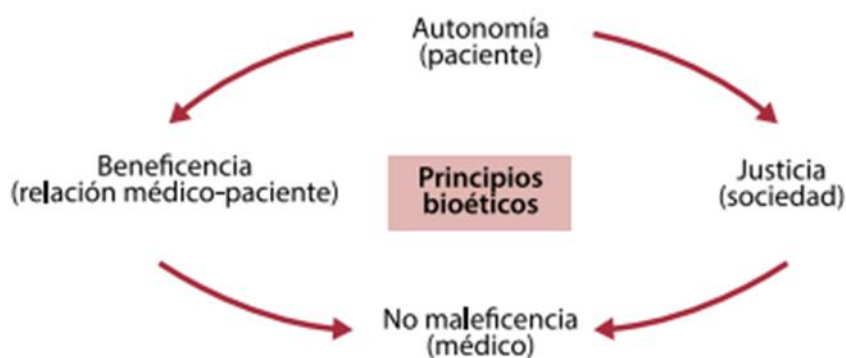 Autonomía
(paciente)
Beneficencia
(relación médico-paciente)
Principios
bioéticos
Justicia
(sociedad)
No maleficencia
(médico)